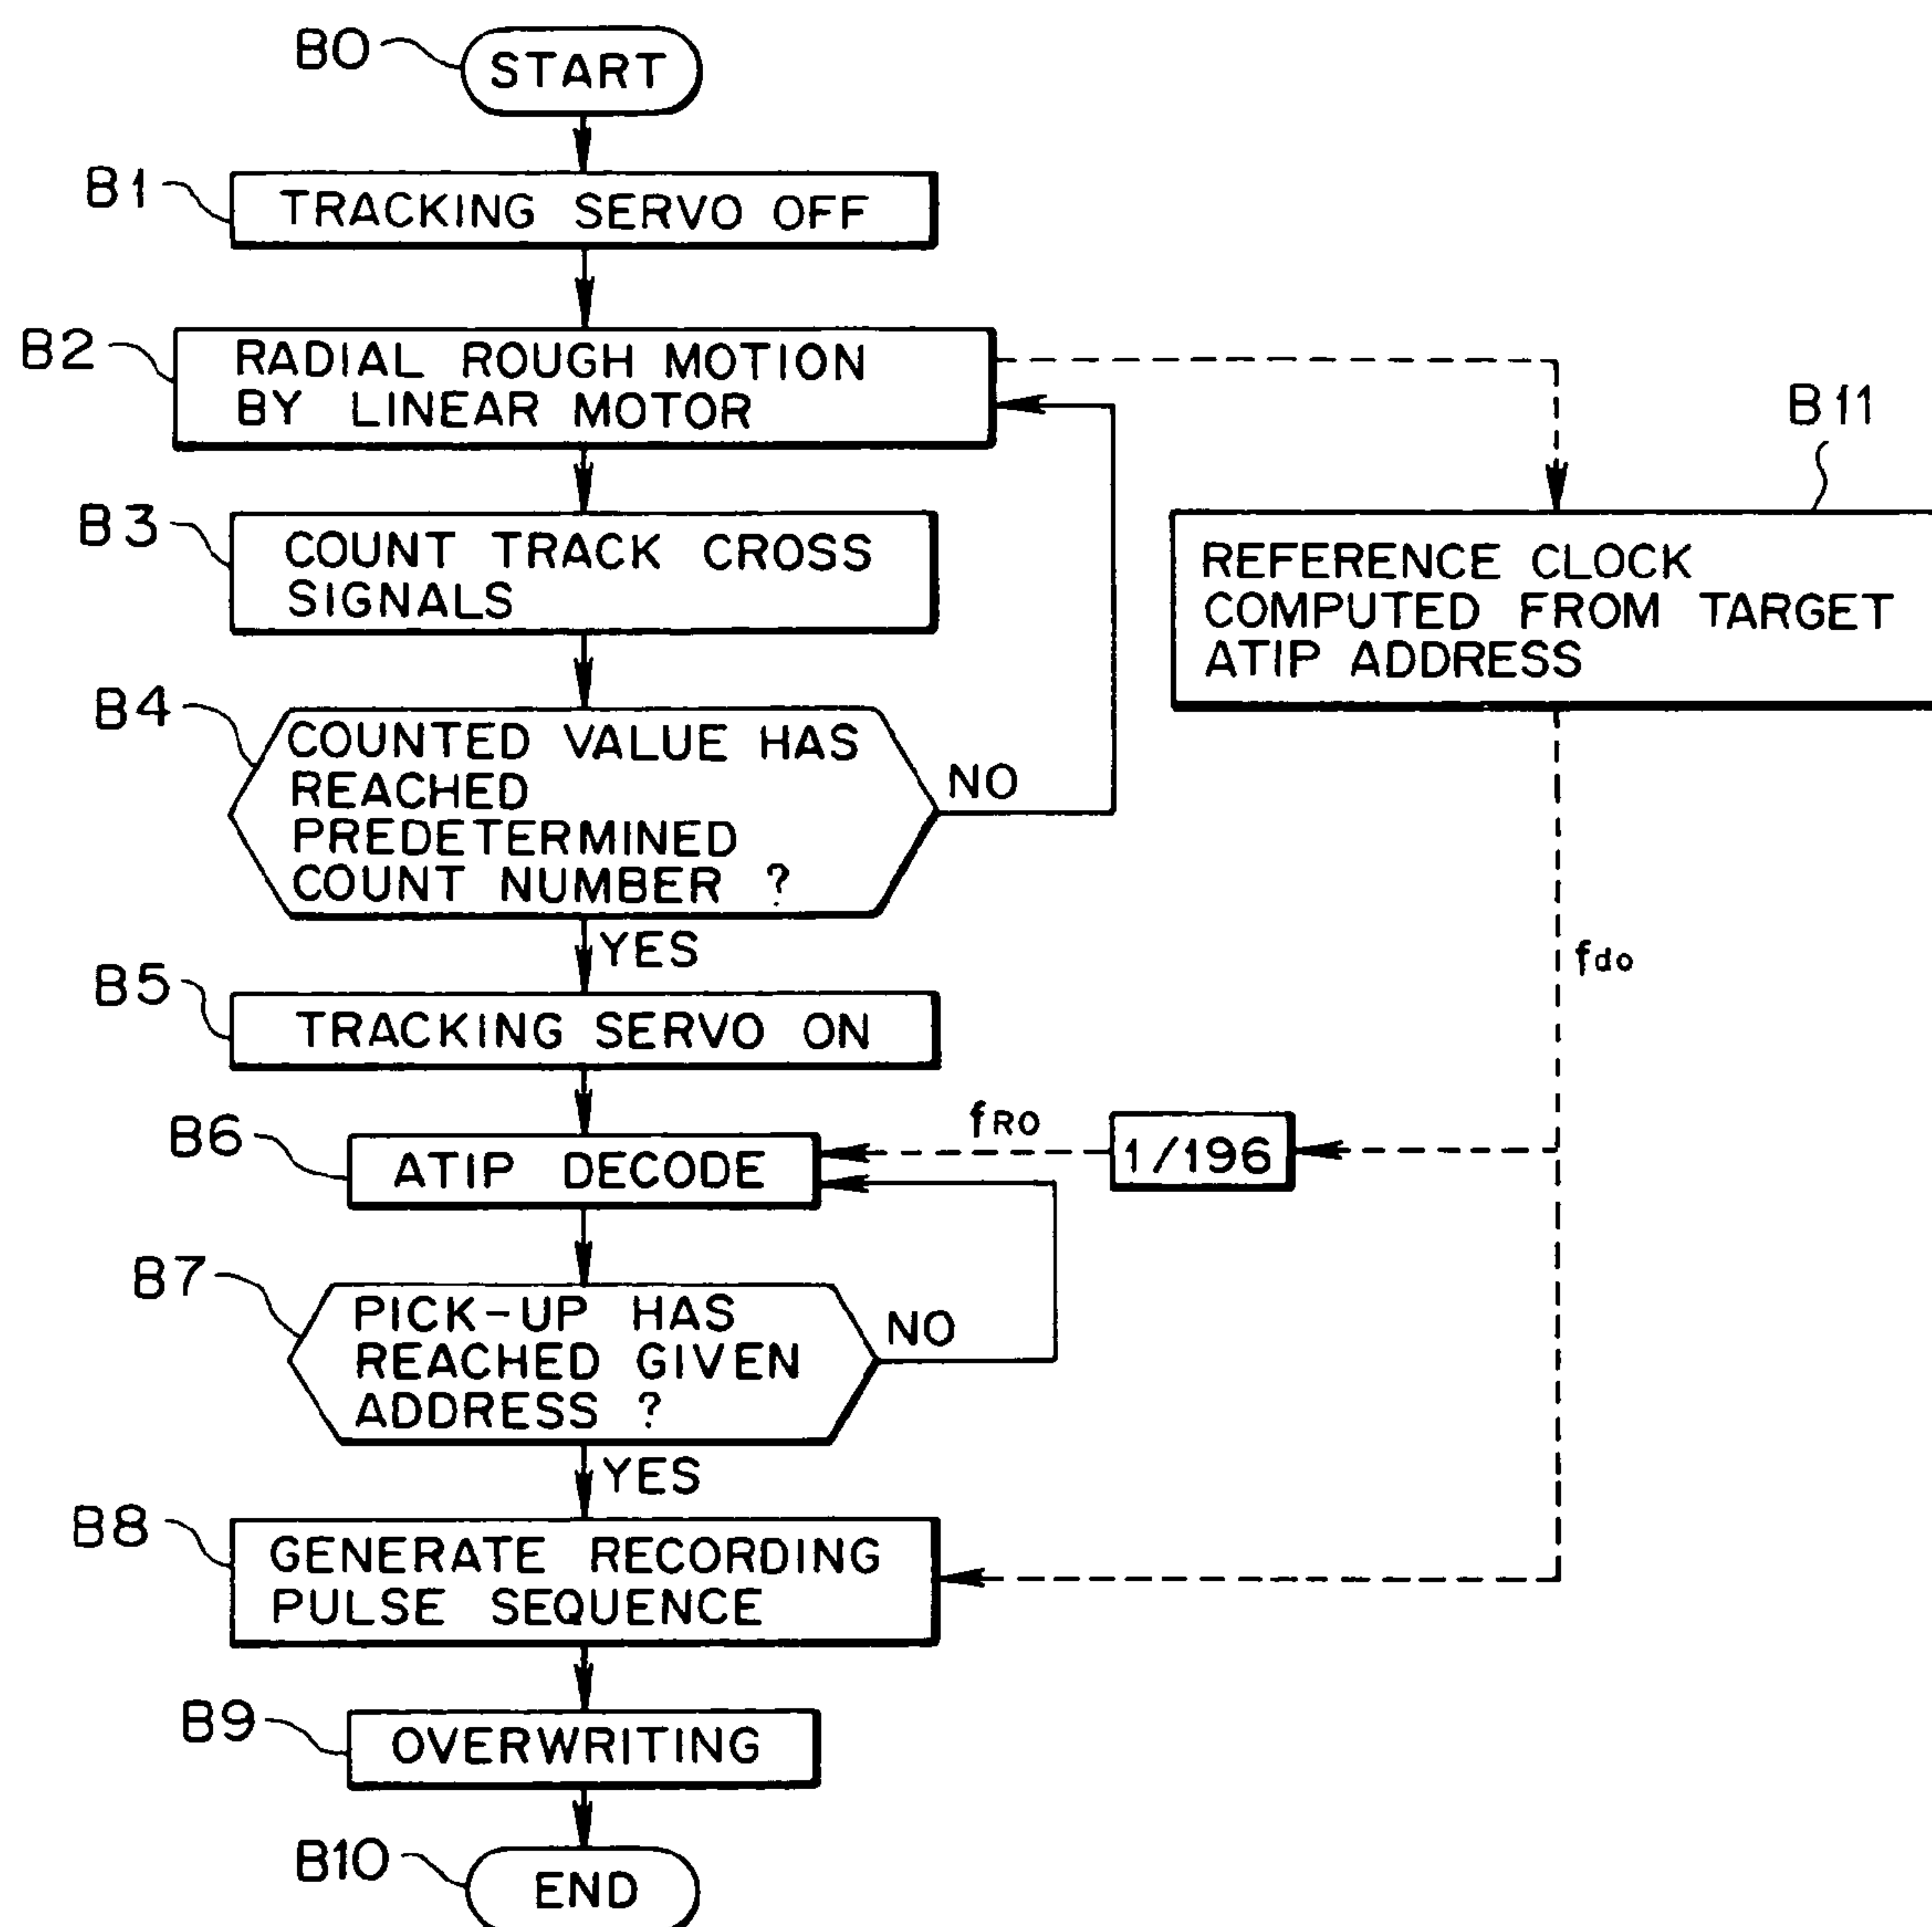 B0
START
B1
TRACKING SERVO OFF
B2
RADIAL ROUGH MOTION
BY LINEAR MOTOR
B11
REFERENCE CLOCK
COMPUTED FROM TARGET
ATIP ADDRESS
B3
COUNT TRACK CROSS
SIGNALS
B4
COUNTED VALUE HAS
REACHED
PREDETERMINED
COUNT NUMBER ?
NO
YES
fdo
B5
TRACKING SERVO ON
B6
ATIP DECODE
fRO
1/196
B7
PICK-UP HAS
REACHED GIVEN
ADDRESS ?
NO
YES
B8
GENERATE RECORDING
PULSE SEQUENCE
B9
OVERWRITING
B10
END